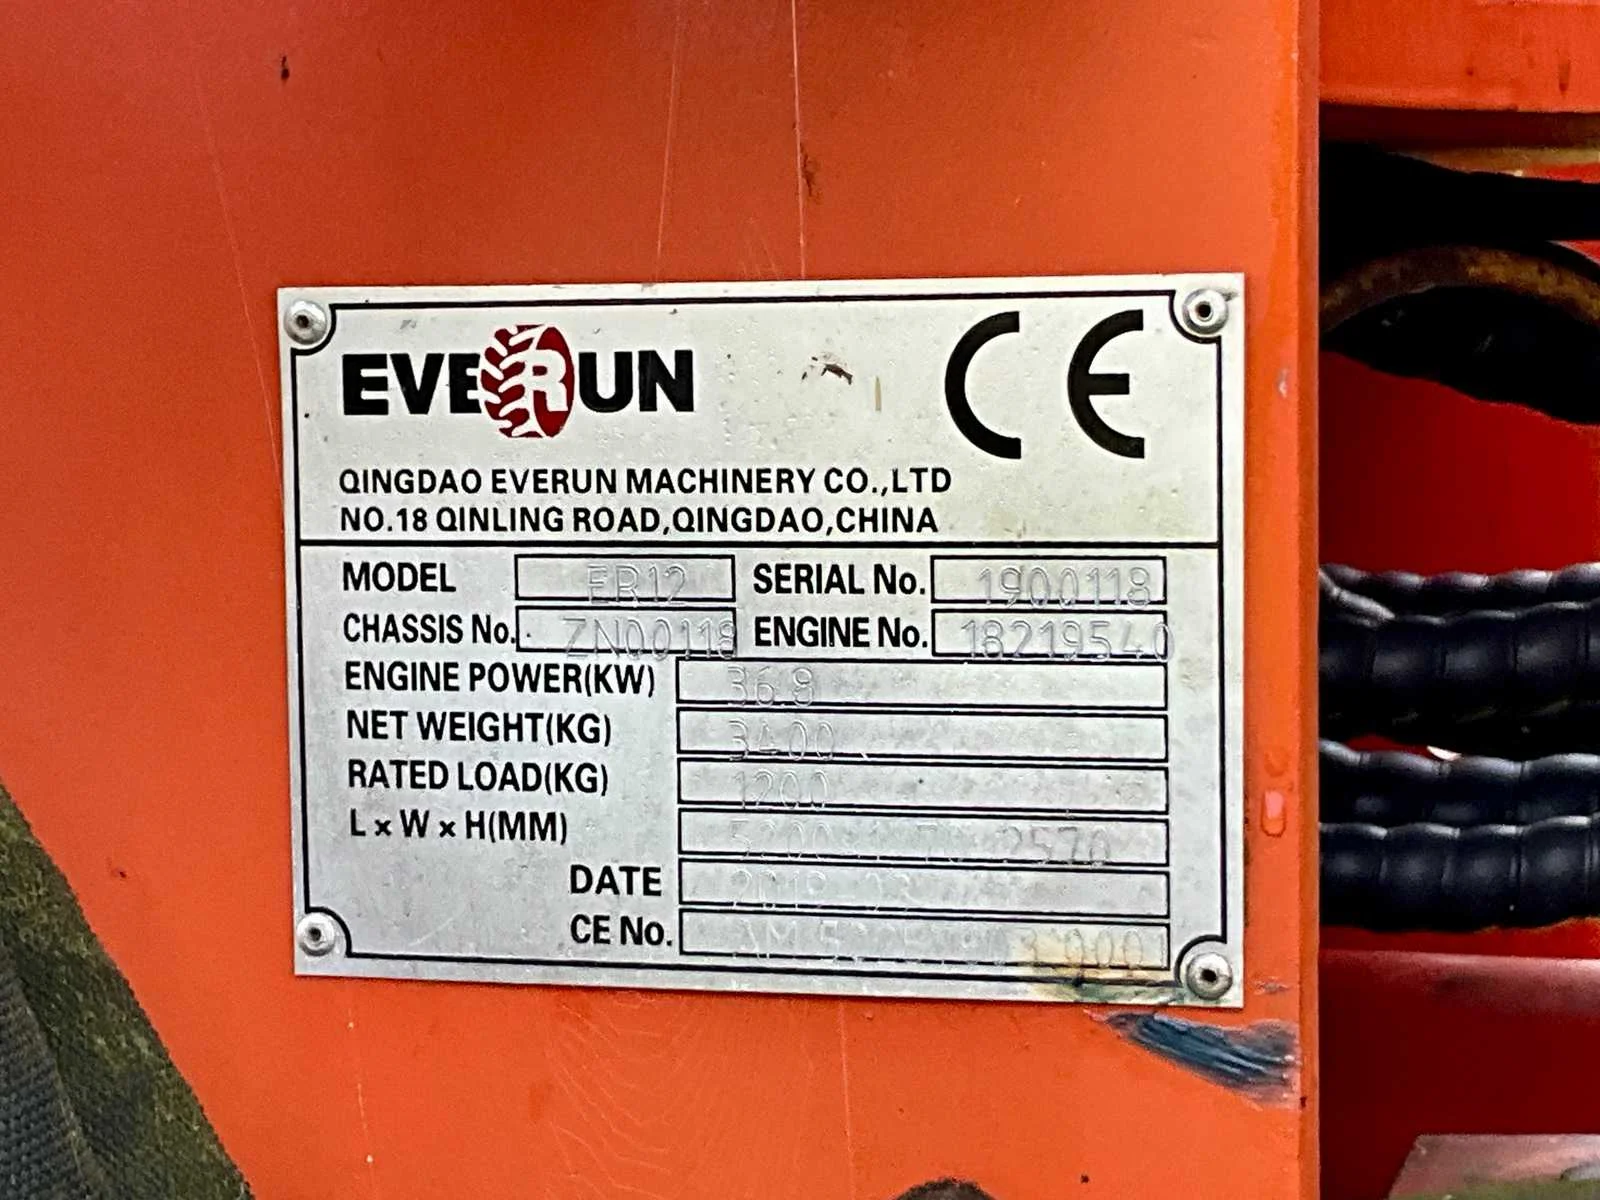 EVERUN
CE
QINGDAO EVERUN MACHINERY CO.,LTD
NO.18 QINLING ROAD,QINGDAO,CHINA
MODEL ER12 SERIAL No. 1900118
CHASSIS No. ZN00118 ENGINE No. 18219540
ENGINE POWER(KW) 36.8
NET WEIGHT(KG) 3400
RATED LOAD(KG) 1200
L x W x H(MM) 2570
DATE
CE No.